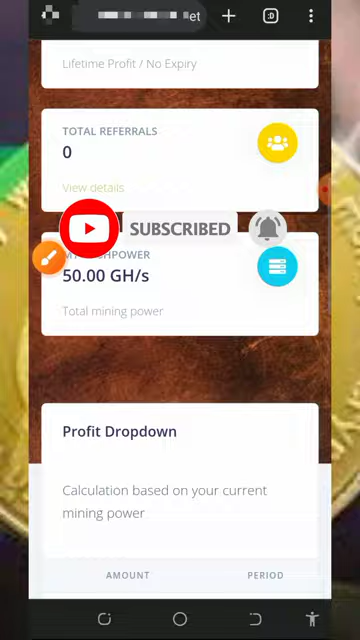 et
:D
Lifetime Profit / No Expiry
TOTAL REFERRALS
0
View details
SUBSCRIBED
50.00 GH/s
Total mining power
Profit Dropdown
Calculation based on your current
mining power
AMOUNT PERIOD